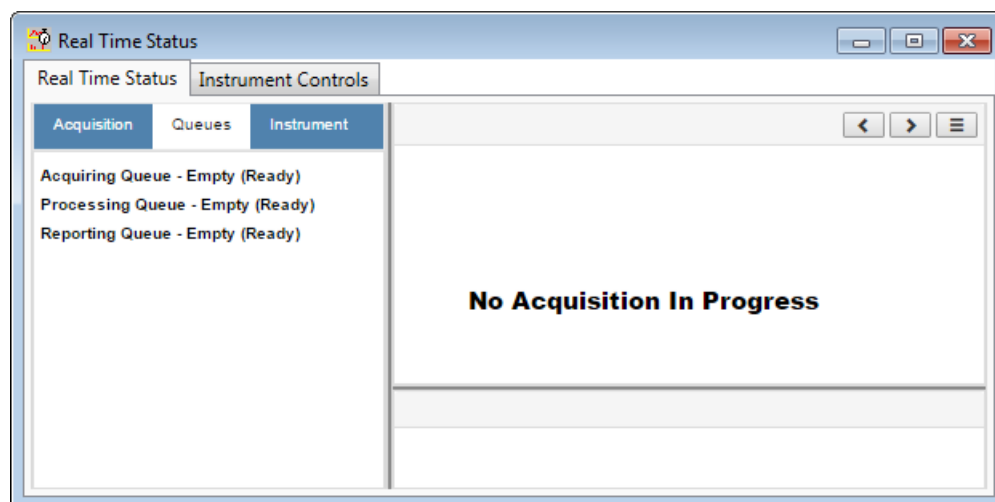 Real Time Status
Real Time Status Instrument Controls
Acquisition Queues Instrument
Acquiring Queue - Empty (Ready)
Processing Queue - Empty (Ready)
Reporting Queue - Empty (Ready)
No Acquisition In Progress